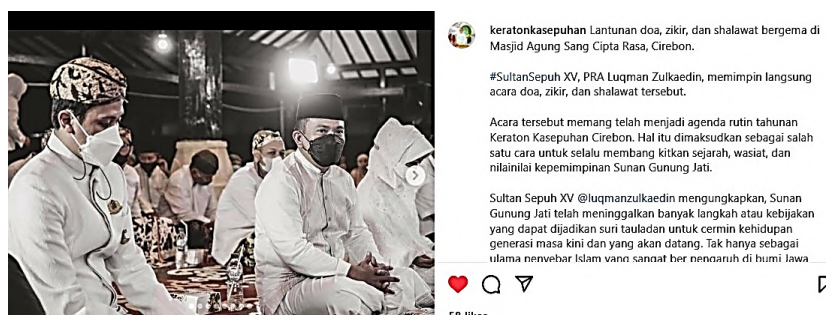 keratonkasepuhan Lantunan doa, zikir, dan shalawat bergema di
Masjid Agung Sang Cipta Rasa, Cirebon.
#SultanSepuh XV, PRA Luqman Zulkaedin, memimpin langsung
acara doa, zikir, dan shalawat tersebut.
Acara tersebut memang telah menjadi agenda rutin tahunan
Keraton Kasepuhan Cirebon. Hal itu dimaksudkan sebagai salah
satu cara untuk selalu membang kitkan sejarah, wasiat, dan
nilainilai kepemimpinan Sunan Gunung Jati.
Sultan Sepuh XV @luqmanzulkaedin mengungkapkan, Sunan
Gunung Jati telah meninggalkan banyak langkah atau kebijakan
yang dapat dijadikan suri tauladan untuk cermin kehidupan
generasi masa kini dan yang akan datang. Tak hanya sebagai
ulama penyebar Islam yang sangat ber pengaruh di bumi Jawa